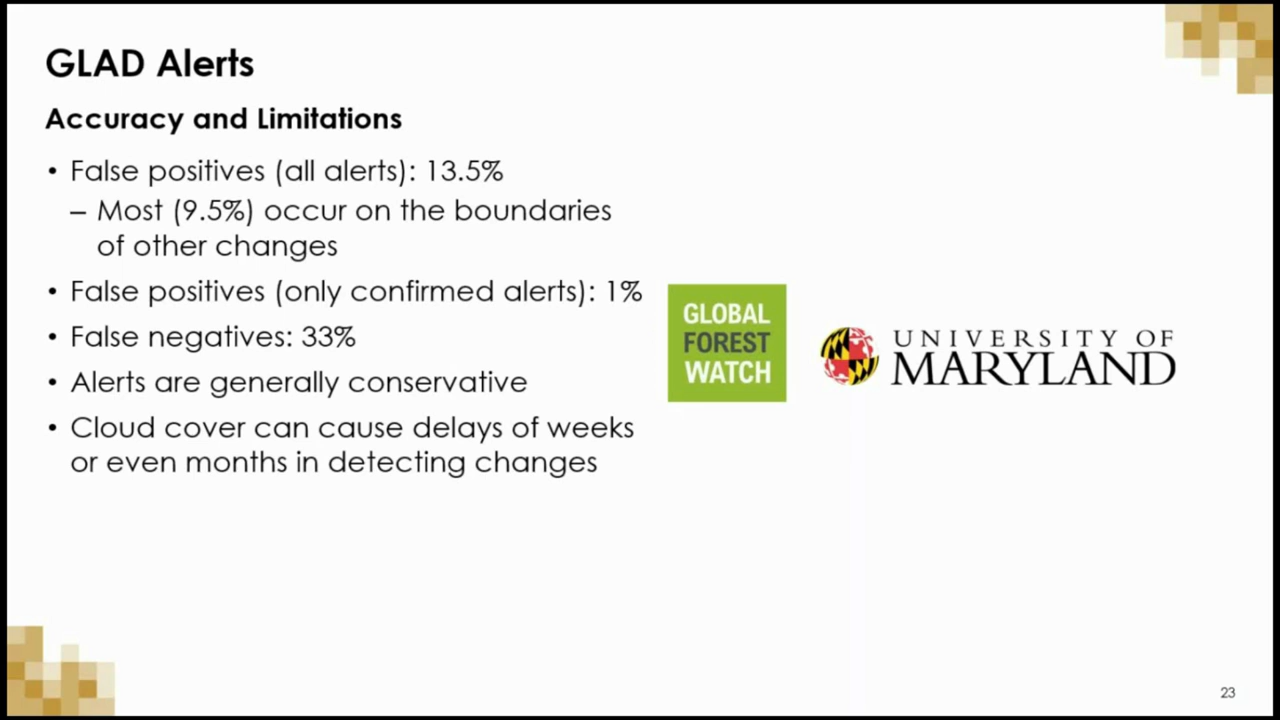 GLAD Alerts
Accuracy and Limitations
• False positives (all alerts): 13.5%
– Most (9.5%) occur on the boundaries
of other changes
• False positives (only confirmed alerts): 1%
• False negatives: 33%
• Alerts are generally conservative
• Cloud cover can cause delays of weeks
or even months in detecting changes
GLOBAL
FOREST
WATCH
UNIVERSITY OF
MARYLAND
23